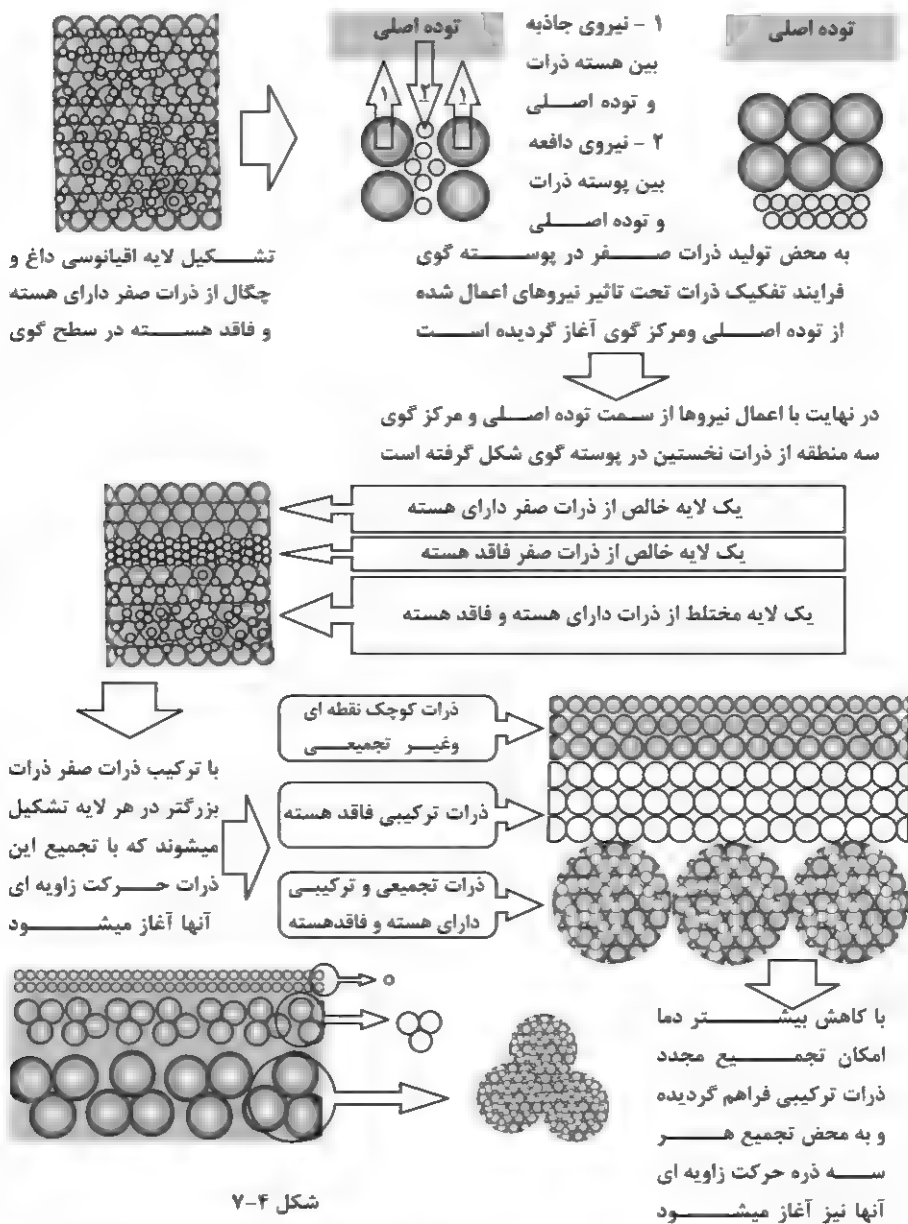 توده اصلی
۱ - نیروی جاذبه
بین هسته ذرات
و توده اصلی
۲ - نیروی دافعه
بین پوسته ذرات
و توده اصلی
توده اصلی
۱
۲
۱
به محض تولید ذرات صفر در پوسته گوی
فرایند تفکیک ذرات تحت تاثیر نیروهای اعمال شده
از توده اصلی ومرکز گوی آغاز گردیده است
تشکیل لایه اقیانوسی داغ و
چگال از ذرات صفر دارای هسته
و فاقد هسته در سطح گوی
در نهایت با اعمال نیروها از سمت توده اصلی و مرکز گوی
سه منطقه از ذرات نخستین در پوسته گوی شکل گرفته است
یک لایه خالص از ذرات صفر دارای هسته
یک لایه خالص از ذرات صفر فاقد هسته
یک لایه مختلط از ذرات دارای هسته و فاقد هسته
با ترکیب ذرات صفر ذرات
بزرگتر در هر لایه تشکیل
میشوند که با تجمیع این
ذرات حرکت زاویه ای
آنها آغاز میشود
ذرات کوچک نقطه ای
وغیر تجمیعی
ذرات ترکیبی فاقد هسته
ذرات تجمیعی و ترکیبی
دارای هسته و فاقدهسته
با کاهش بیشتر دما
امکان تجمیع مجدد
ذرات ترکیبی فراهم گردیده
و به محض تجمیع هر
سه ذره حرکت زاویه ای
آنها نیز آغاز میشود
شکل ۴-۷